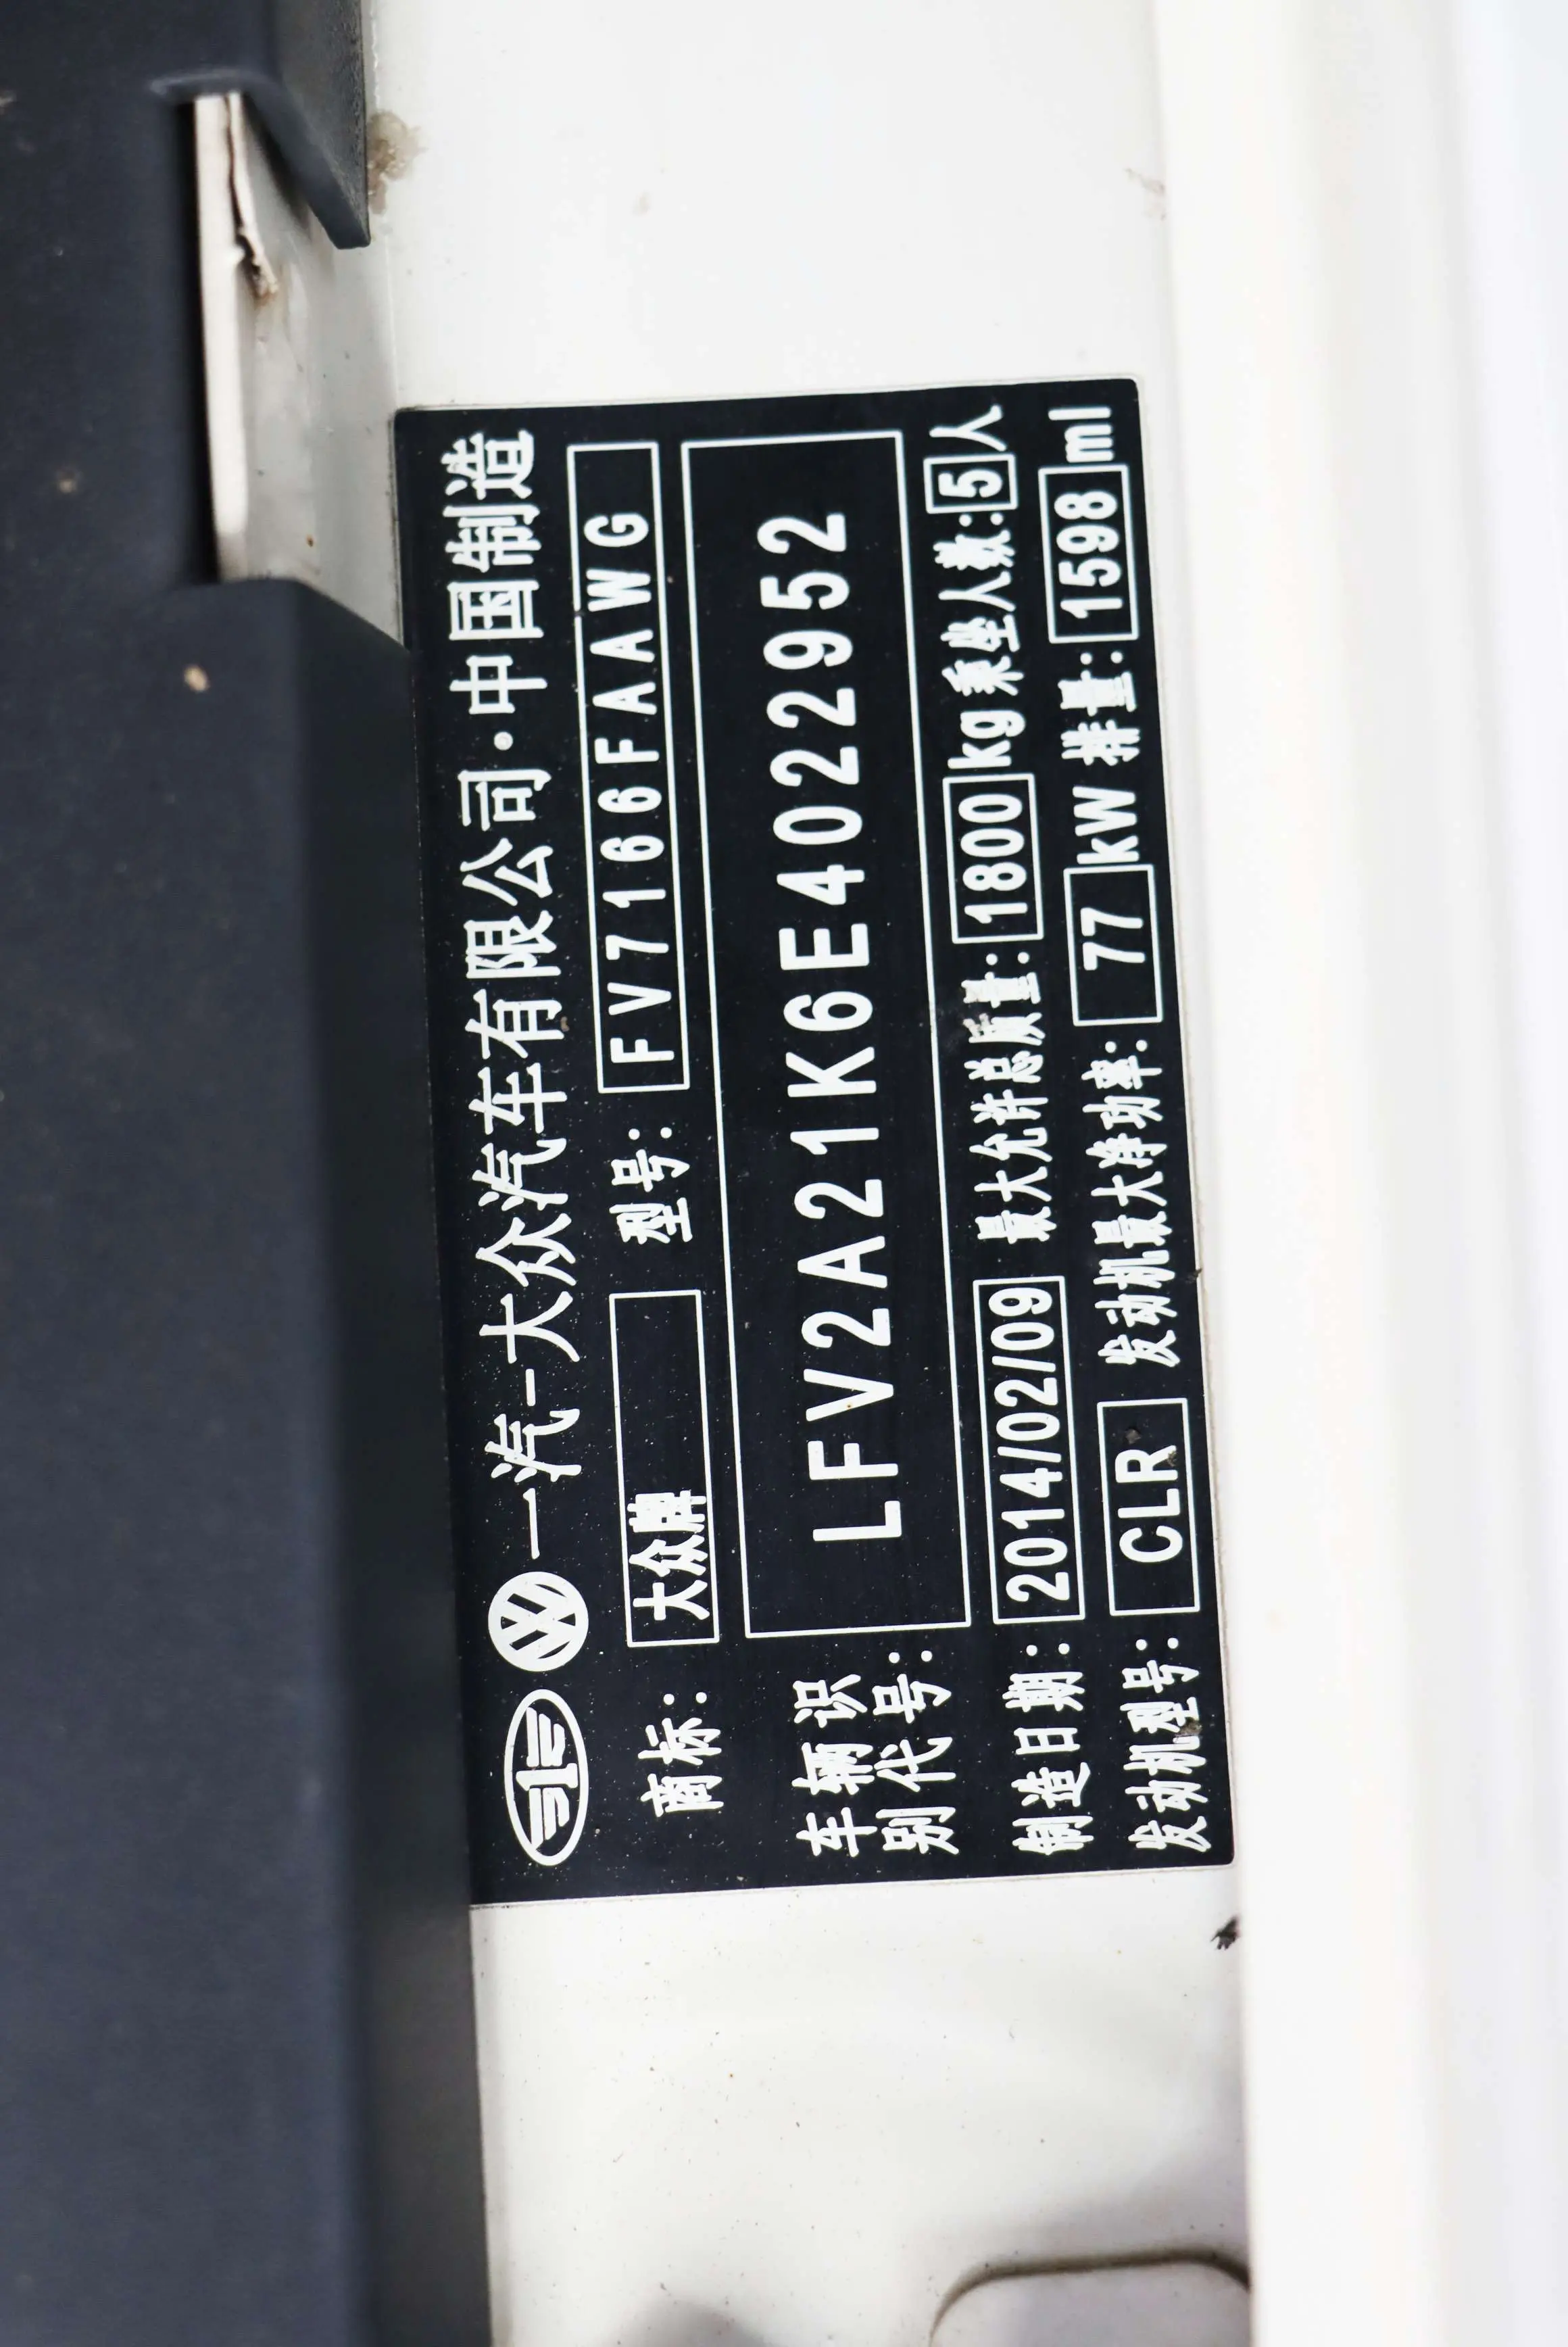 一汽-大众汽车有限公司·中国制造
商标: 大众牌 型号: FV7166FAAWG
车辆识别代号: LFV2A21K6E4022952
制造日期: 2014/02/09 最大允许总质量: 1800 kg 乘坐人数: 5 人
发动机型号: CLR 发动机最大净功率: 77 kW 排量: 1598 ml